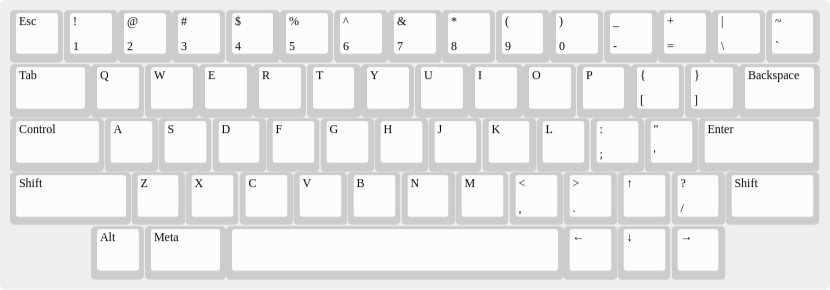 Esc ! @ # $ % ^ & * ( ) _ + | ~
1 2 3 4 5 6 7 8 9 0 - = \ `
Tab Q W E R T Y U I O P { } Backspace
[ ]
Control A S D F G H J K L : " Enter
; '
Shift Z X C V B N M < > ↑ ? Shift
, . /
Alt Meta ← ↓ →